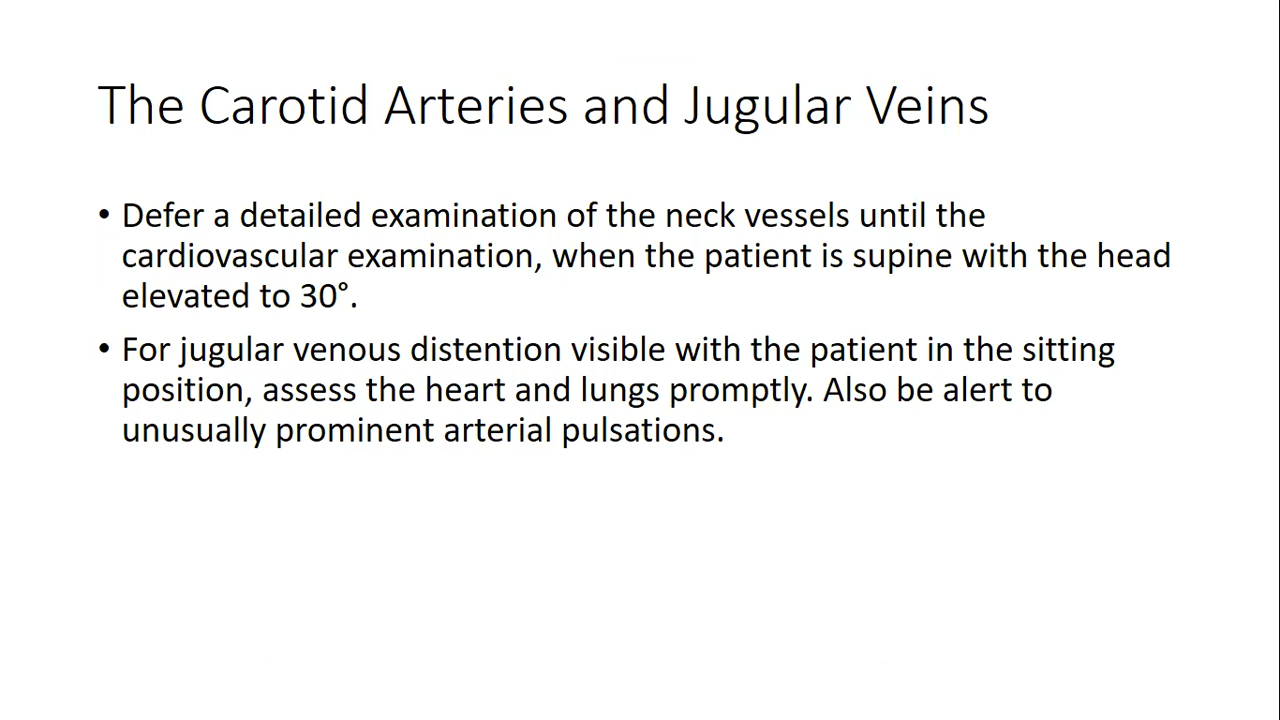 The Carotid Arteries and Jugular Veins
• Defer a detailed examination of the neck vessels until the
cardiovascular examination, when the patient is supine with the head
elevated to 30°.
• For jugular venous distention visible with the patient in the sitting
position, assess the heart and lungs promptly. Also be alert to
unusually prominent arterial pulsations.